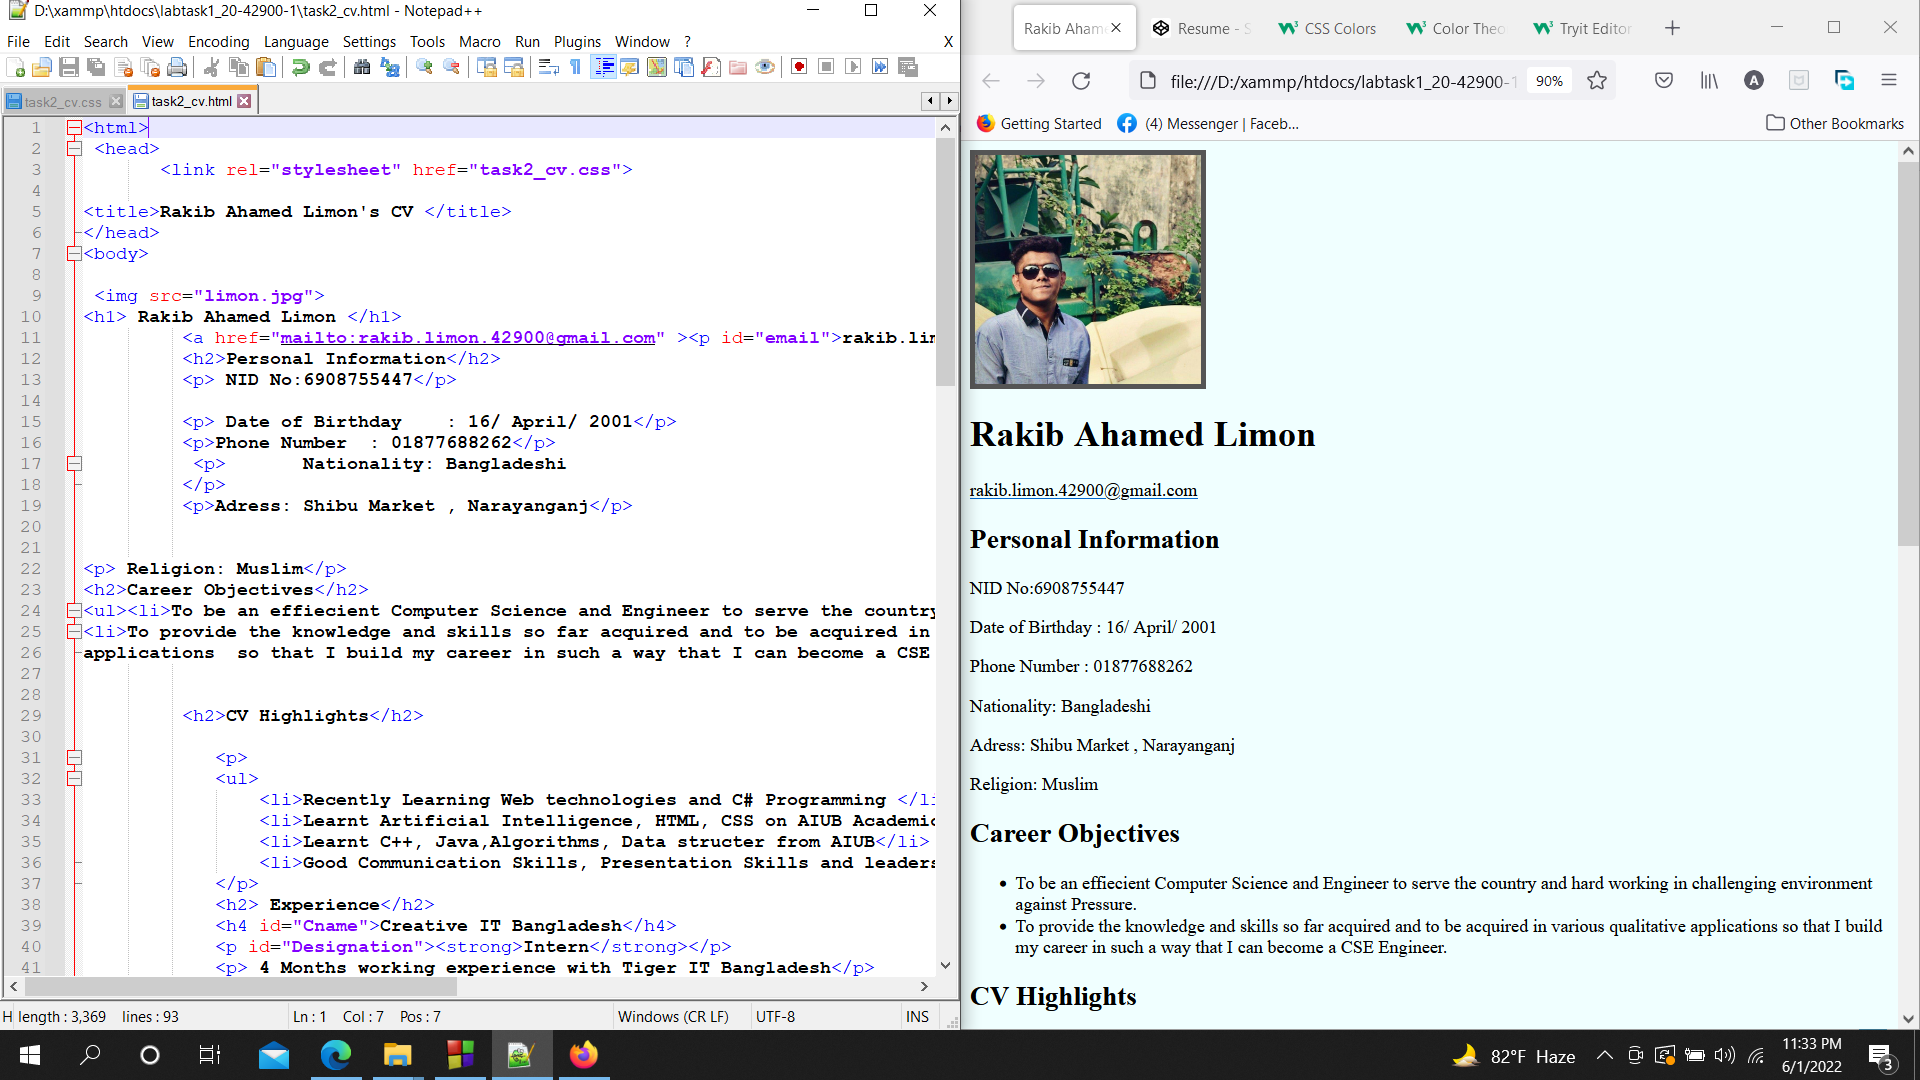 D:\xammp\htdocs\labtask1_20-42900-1\task2_cv.html - Notepad++
File Edit Search View Encoding Language Settings Tools Macro Run Plugins Window ? X
task2_cv.css task2_cv.html
1 <html>
2 <head>
3 <link rel="stylesheet" href="task2_cv.css">
4
5 <title>Rakib Ahamed Limon's CV </title>
6 </head>
7 <body>
8
9 <img src="limon.jpg">
10 <h1> Rakib Ahamed Limon </h1>
11 <a href="mailto:rakib.limon.42900@gmail.com" ><p id="email">rakib.lim
12 <h2>Personal Information</h2>
13 <p> NID No:6908755447</p>
14
15 <p> Date of Birthday : 16/ April/ 2001</p>
16 <p>Phone Number : 01877688262</p>
17 <p> Nationality: Bangladeshi
18 </p>
19 <p>Adress: Shibu Market , Narayanganj</p>
20
21
22 <p> Religion: Muslim</p>
23 <h2>Career Objectives</h2>
24 <ul><li>To be an effiecient Computer Science and Engineer to serve the country
25 <li>To provide the knowledge and skills so far acquired and to be acquired in
26 applications so that I build my career in such a way that I can become a CSE
27
28
29 <h2>CV Highlights</h2>
30
31 <p>
32 <ul>
33 <li>Recently Learning Web technologies and C# Programming </li
34 <li>Learnt Artificial Intelligence, HTML, CSS on AIUB Academic
35 <li>Learnt C++, Java,Algorithms, Data structer from AIUB</li>
36 <li>Good Communication Skills, Presentation Skills and leaders
37 </p>
38 <h2> Experience</h2>
39 <h4 id="Cname">Creative IT Bangladesh</h4>
40 <p id="Designation"><strong>Intern</strong></p>
41 <p> 4 Months working experience with Tiger IT Bangladesh</p>
H length : 3,369 lines : 93 Ln : 1 Col : 7 Pos : 7 Windows (CR LF) UTF-8 INS
Rakib Aham Resume - S CSS Colors Color Theo Tryit Editor
file:///D:/xammp/htdocs/labtask1_20-42900-1 90%
Getting Started (4) Messenger | Faceb... Other Bookmarks
Rakib Ahamed Limon
rakib.limon.42900@gmail.com
Personal Information
NID No:6908755447
Date of Birthday : 16/ April/ 2001
Phone Number : 01877688262
Nationality: Bangladeshi
Adress: Shibu Market , Narayanganj
Religion: Muslim
Career Objectives
• To be an effiecient Computer Science and Engineer to serve the country and hard working in challenging environment
against Pressure.
• To provide the knowledge and skills so far acquired and to be acquired in various qualitative applications so that I build
my career in such a way that I can become a CSE Engineer.
CV Highlights
82°F Haze
11:33 PM
6/1/2022
3